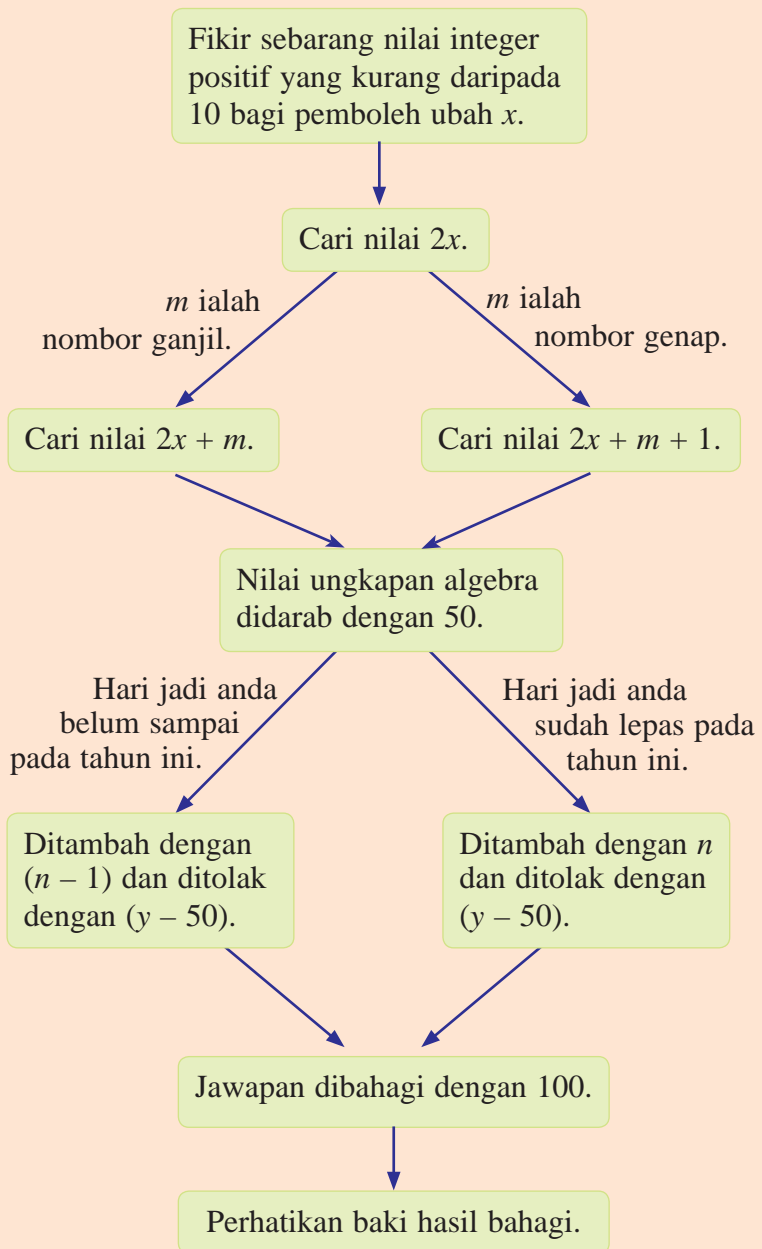 Fikir sebarang nilai integer
positif yang kurang daripada
10 bagi pemboleh ubah x.
Cari nilai 2x.
m ialah
nombor ganjil.
m ialah
nombor genap.
Cari nilai 2x + m.
Cari nilai 2x + m + 1.
Nilai ungkapan algebra
didarab dengan 50.
Hari jadi anda
belum sampai
pada tahun ini.
Hari jadi anda
sudah lepas pada
tahun ini.
Ditambah dengan
(n – 1) dan ditolak
dengan (y – 50).
Ditambah dengan n
dan ditolak dengan
(y – 50).
Jawapan dibahagi dengan 100.
Perhatikan baki hasil bahagi.